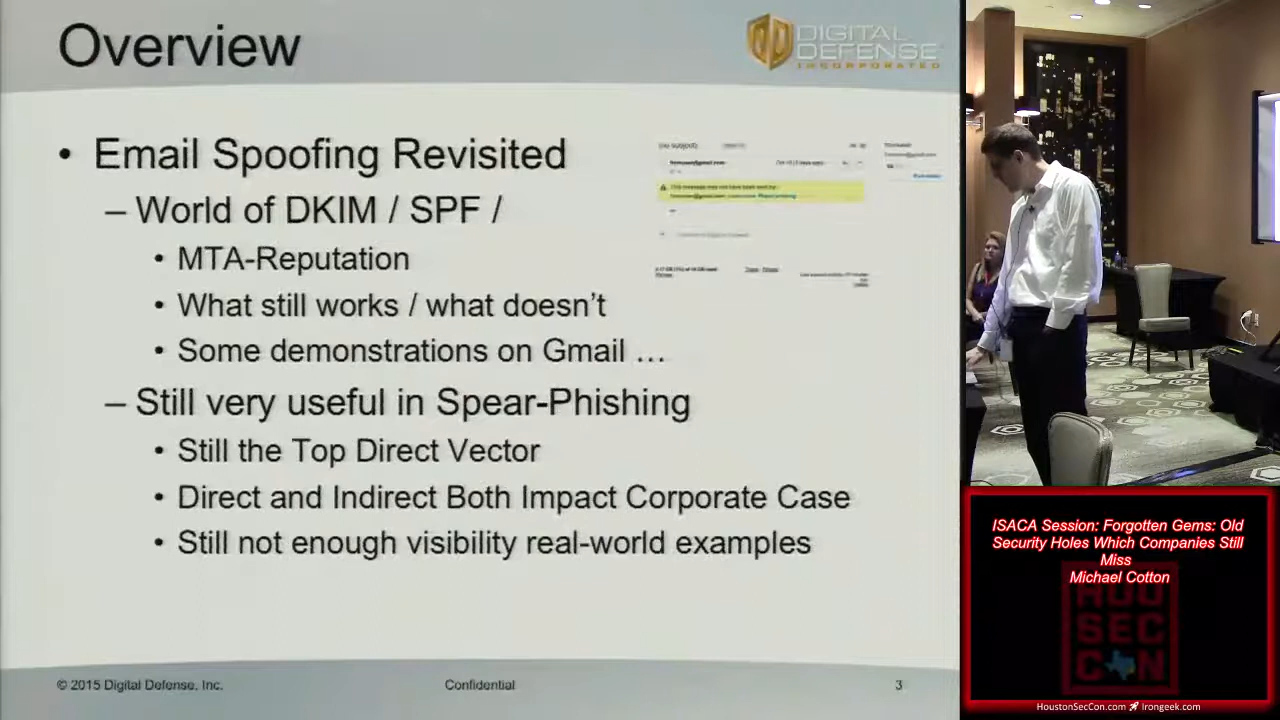 Overview
DIGITAL
DEFENSE
INCORPORATED
• Email Spoofing Revisited
– World of DKIM / SPF /
• MTA-Reputation
• What still works / what doesn’t
• Some demonstrations on Gmail …
– Still very useful in Spear-Phishing
• Still the Top Direct Vector
• Direct and Indirect Both Impact Corporate Case
• Still not enough visibility real-world examples
© 2015 Digital Defense, Inc.
Confidential
3
ISACA Session: Forgotten Gems: Old
Security Holes Which Companies Still
Miss
Michael Cotton
HOU
SEC
CON
HoustonSecCon.com Irongeek.com